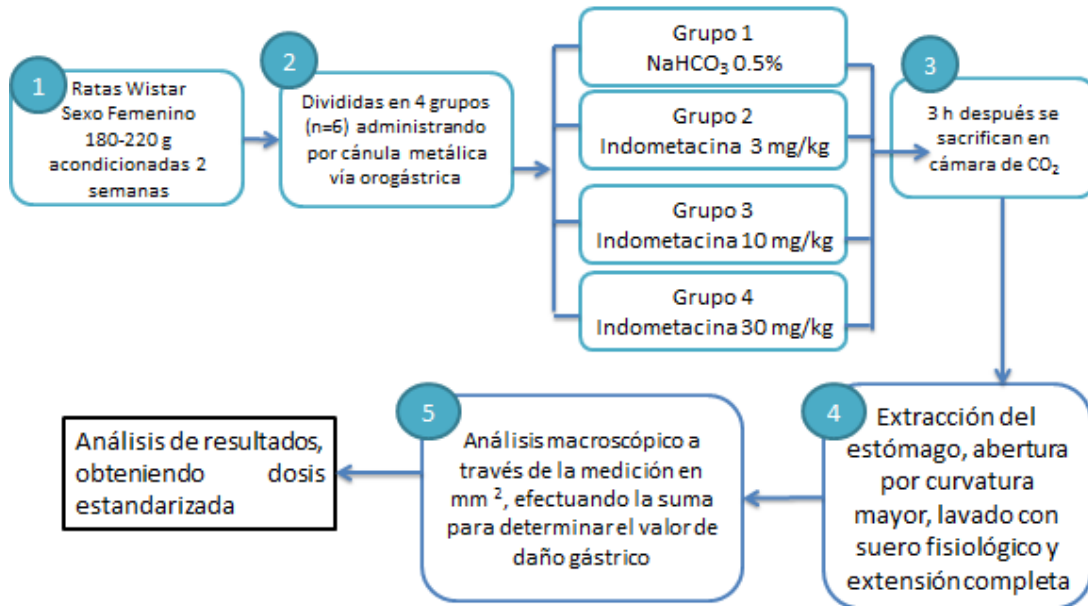 1
Ratas Wistar
Sexo Femenino
180-220 g
acondicionadas 2
semanas
2
Divididas en 4 grupos
(n=6) administrando
por cánula metálica
vía orogástrica
Grupo 1
NaHCO₃ 0.5%
Grupo 2
Indometacina 3 mg/kg
Grupo 3
Indometacina 10 mg/kg
Grupo 4
Indometacina 30 mg/kg
3
3 h después se
sacrifican en
cámara de CO₂
4
Extracción del
estómago, abertura
por curvatura
mayor, lavado con
suero fisiológico y
extensión completa
5
Análisis macroscópico a
través de la medición en
mm ², efectuando la suma
para determinar el valor de
daño gástrico
Análisis de resultados,
obteniendo dosis
estandarizada